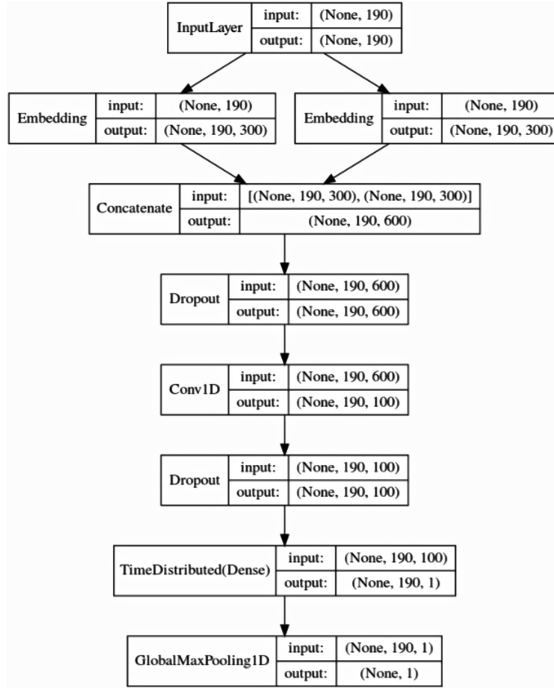 InputLayer
input: (None, 190)
output: (None, 190)
Embedding
input: (None, 190)
output: (None, 190, 300)
Embedding
input: (None, 190)
output: (None, 190, 300)
Concatenate
input: [(None, 190, 300), (None, 190, 300)]
output: (None, 190, 600)
Dropout
input: (None, 190, 600)
output: (None, 190, 600)
Conv1D
input: (None, 190, 600)
output: (None, 190, 100)
Dropout
input: (None, 190, 100)
output: (None, 190, 100)
TimeDistributed(Dense)
input: (None, 190, 100)
output: (None, 190, 1)
GlobalMaxPooling1D
input: (None, 190, 1)
output: (None, 1)